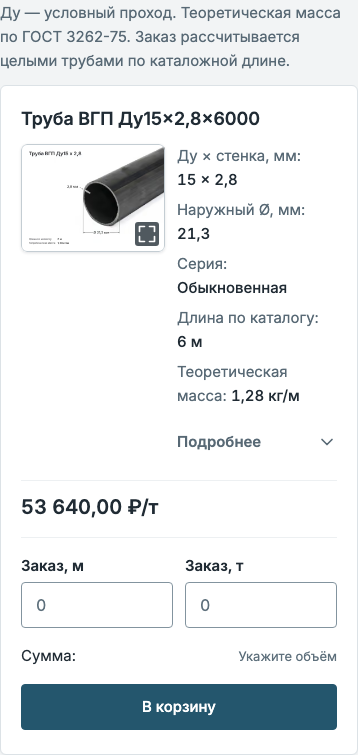 Ду — условный проход. Теоретическая масса
по ГОСТ 3262-75. Заказ рассчитывается
целыми трубами по каталожной длине.
Труба ВГП Ду15×2,8×6000
Труба ВГП Ду15 x 2,8
Ду × стенка, мм:
15 × 2,8
Наружный Ø, мм:
21,3
Серия:
Обыкновенная
Длина по каталогу:
6 м
Теоретическая
масса: 1,28 кг/м
Подробнее
53 640,00 ₽/т
Заказ, м
Заказ, т
0
0
Сумма:
Укажите объём
В корзину